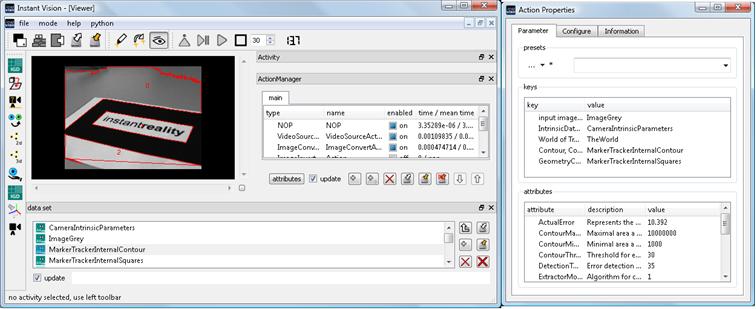 Instant Vision - [Viewer]
file mode help python
30
137
0
instantreality
2
Activity
ActionManager
main
type name enabled time / mean time
NOP NOP on 3.35289e-06 / 3....
VideoSourc... VideoSourceAct... on 0.00109835 / 0.0...
ImageConv... ImageConvertA... on 0.000474714 / 0....
attributes update
data set
CameraIntrinsicParameters
ImageGrey
MarkerTrackerInternalContour
MarkerTrackerInternalSquares
update
no activity selected, use left toolbar
Action Properties
Parameter Configure Information
presets
... *
keys
key value
input image... ImageGrey
IntrinsicDat... CameraIntrinsicParameters
World of Tr... TheWorld
Contour, Co... MarkerTrackerInternalContour
GeometryC... MarkerTrackerInternalSquares
attributes
attribute description value
ActualError Represents the ... 10.392
ContourMa... Maximal area a ... 10000000
ContourMi... Minimal area a ... 1000
ContourThr... Threshold for e... 30
DetectionT... Error detection ... 35
ExtractorMo... Algorithm for c... 1